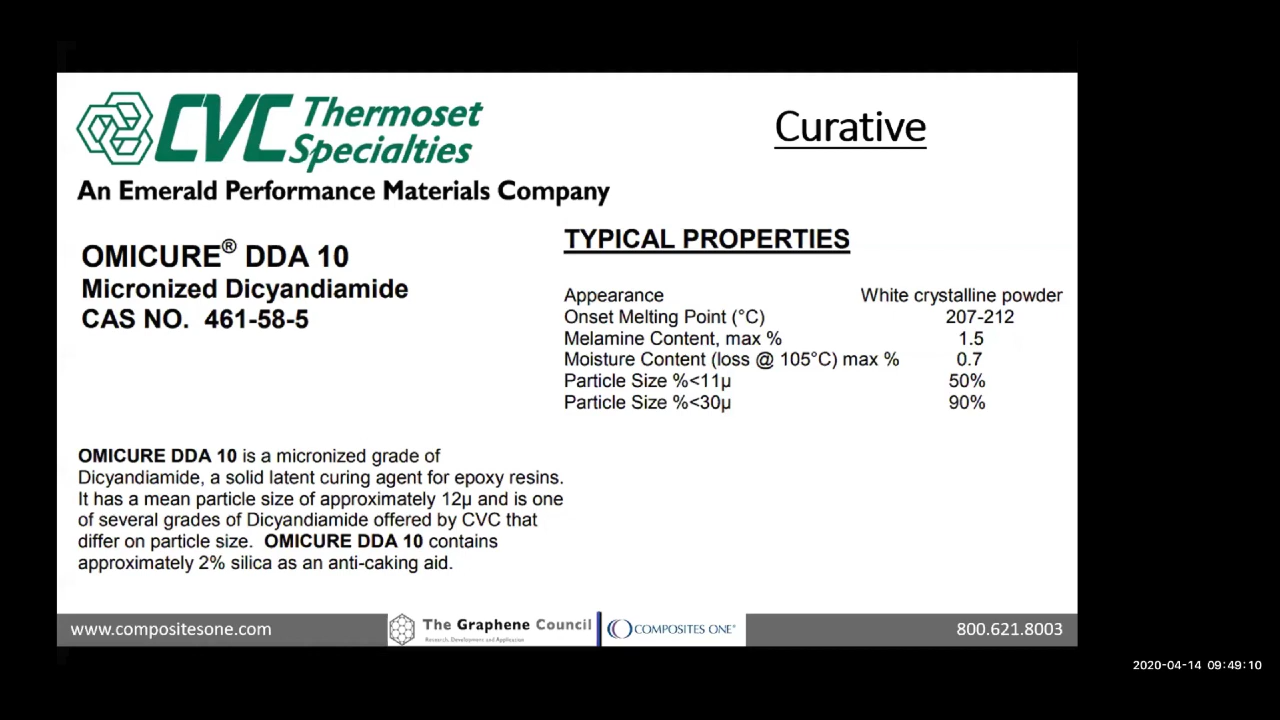 CVC Thermoset
Specialties
An Emerald Performance Materials Company
Curative
OMICURE® DDA 10
Micronized Dicyandiamide
CAS NO. 461-58-5
TYPICAL PROPERTIES
Appearance White crystalline powder
Onset Melting Point (°C) 207-212
Melamine Content, max % 1.5
Moisture Content (loss @ 105°C) max % 0.7
Particle Size %<11µ 50%
Particle Size %<30µ 90%
OMICURE DDA 10 is a micronized grade of
Dicyandiamide, a solid latent curing agent for epoxy resins.
It has a mean particle size of approximately 12µ and is one
of several grades of Dicyandiamide offered by CVC that
differ on particle size. OMICURE DDA 10 contains
approximately 2% silica as an anti-caking aid.
www.compositesone.com
The Graphene Council
Research, Development and Application
COMPOSITES ONE®
800.621.8003
2020-04-14 09:49:10